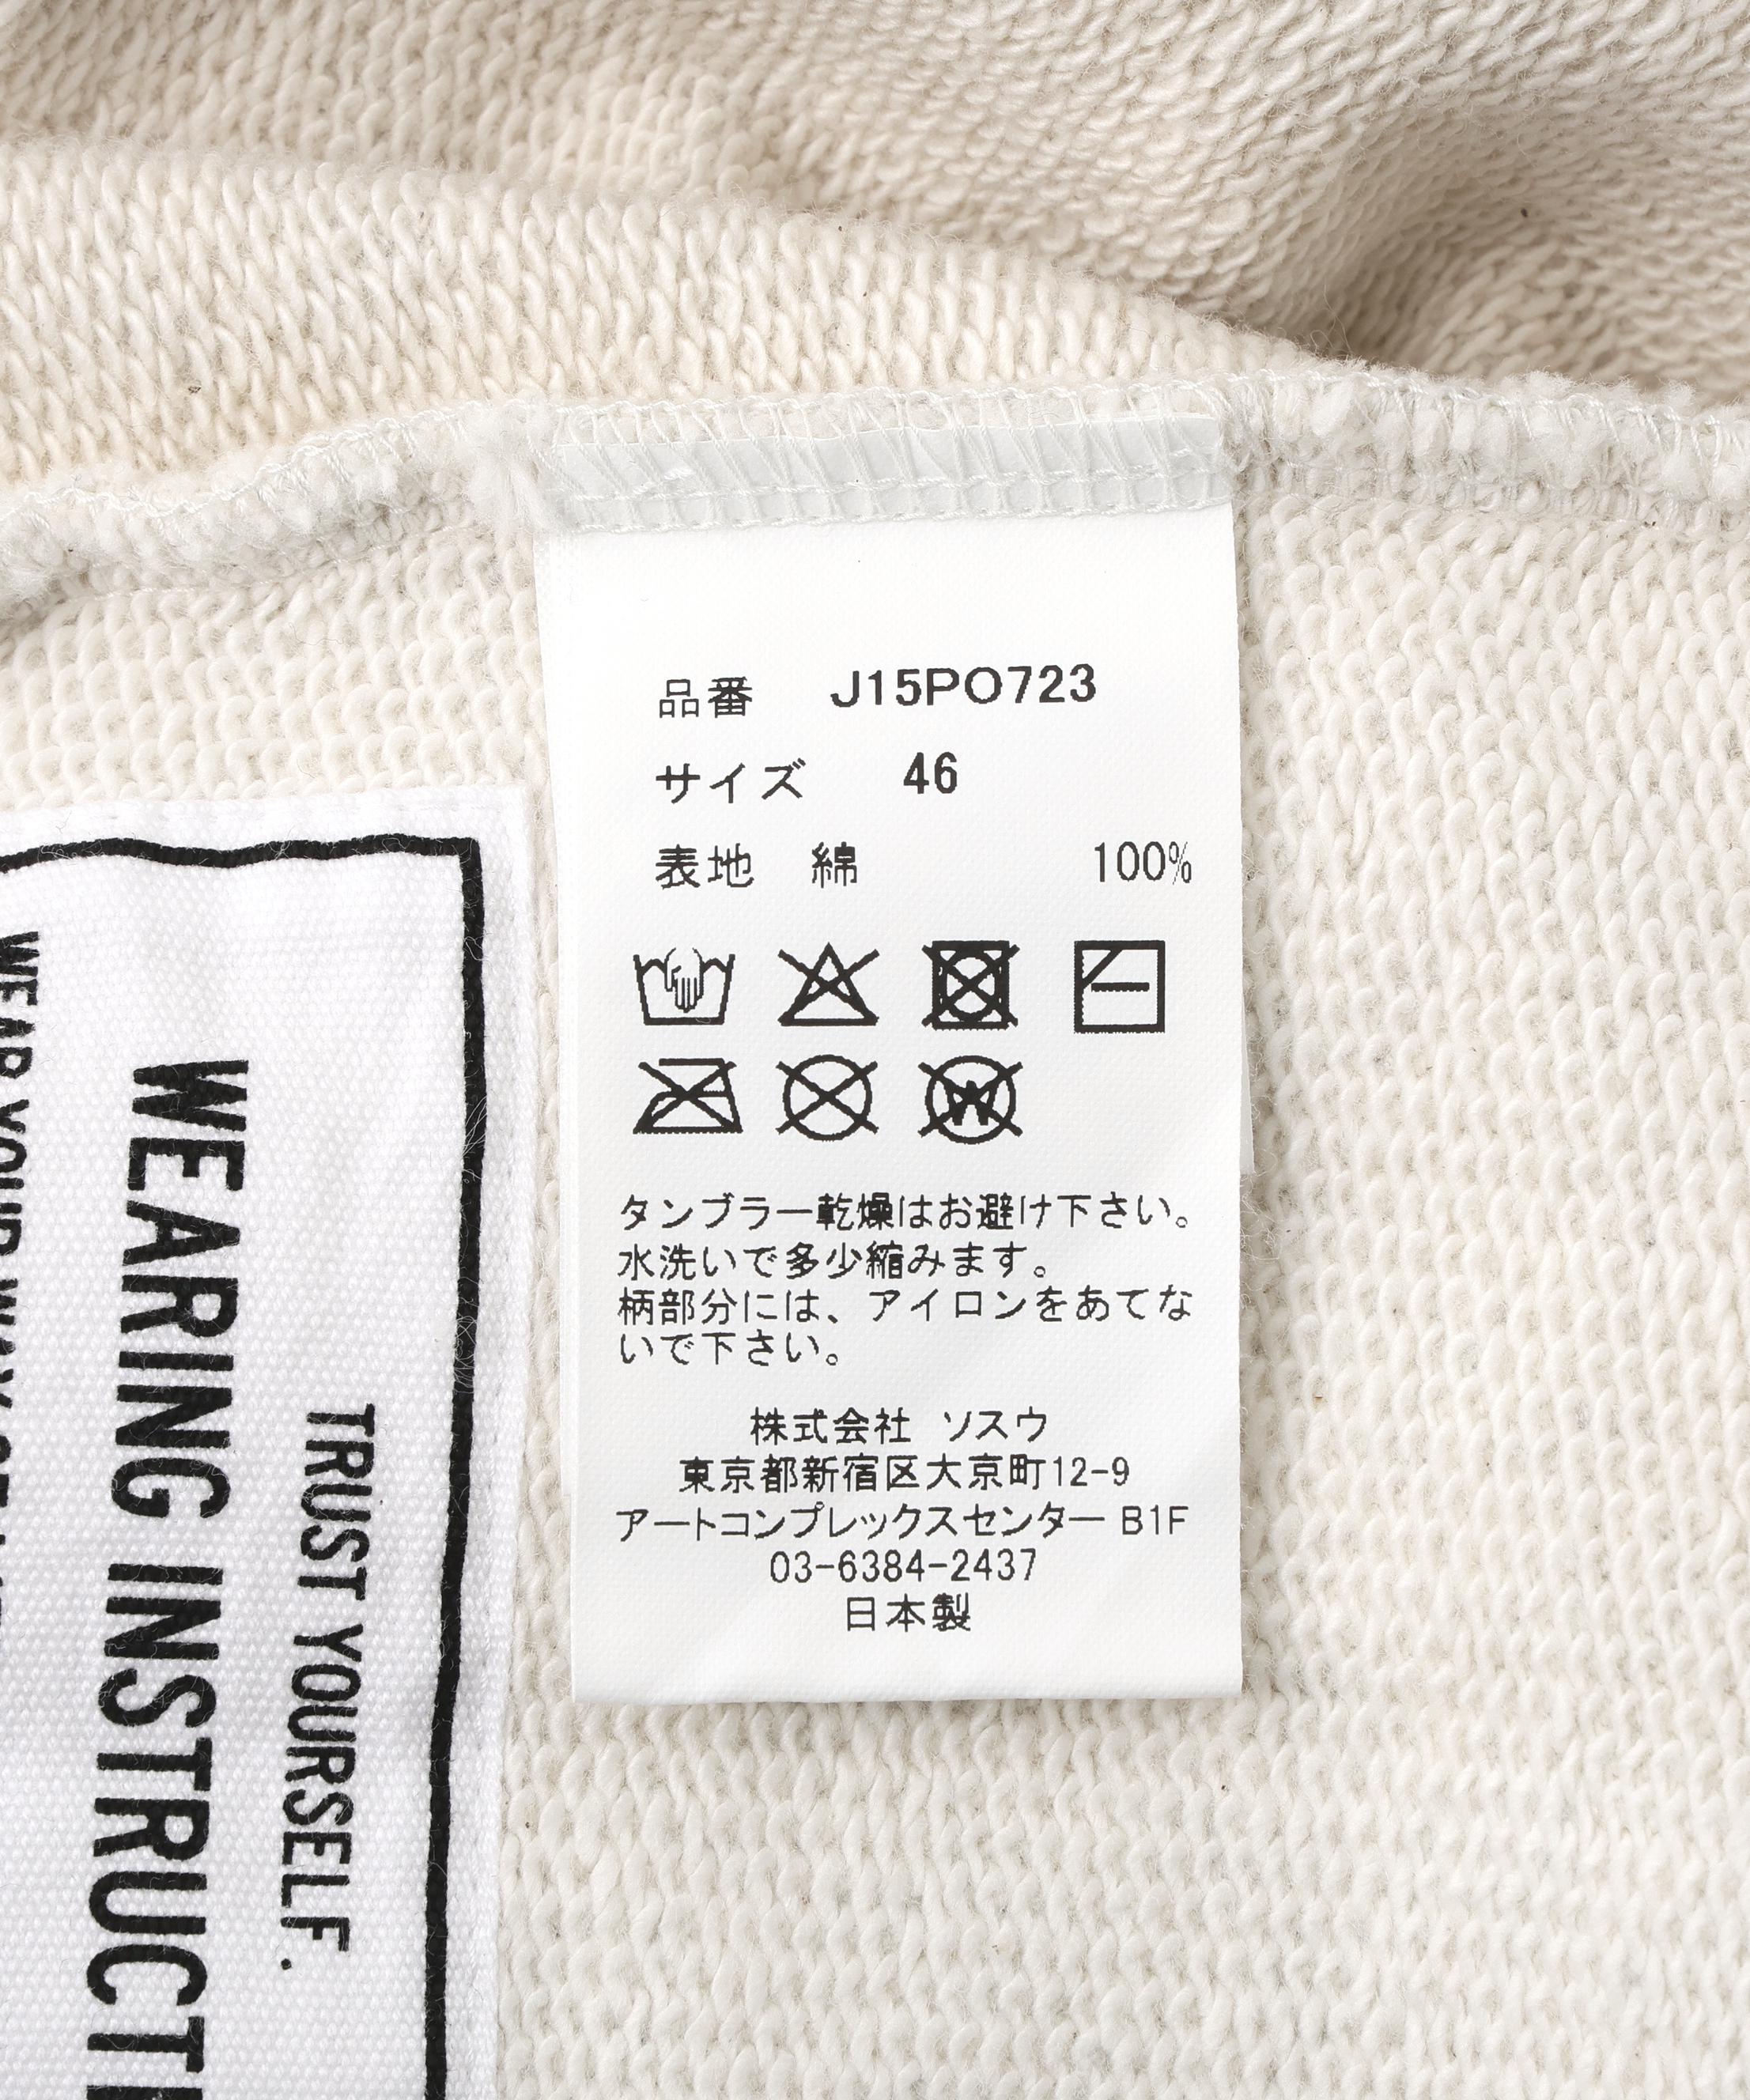 品番 J15PO723
サイズ 46
表地 綿 100%
タンブラー乾燥はお避け下さい。
水洗いで多少縮みます。
柄部分には、アイロンをあてな
いで下さい。
株式会社 ソスウ
東京都新宿区大京町12-9
アートコンプレックスセンター B1F
03-6384-2437
日本製
TRUST YOURSELF.
WEARING INSTRUCT
WEAR YOUR WAY